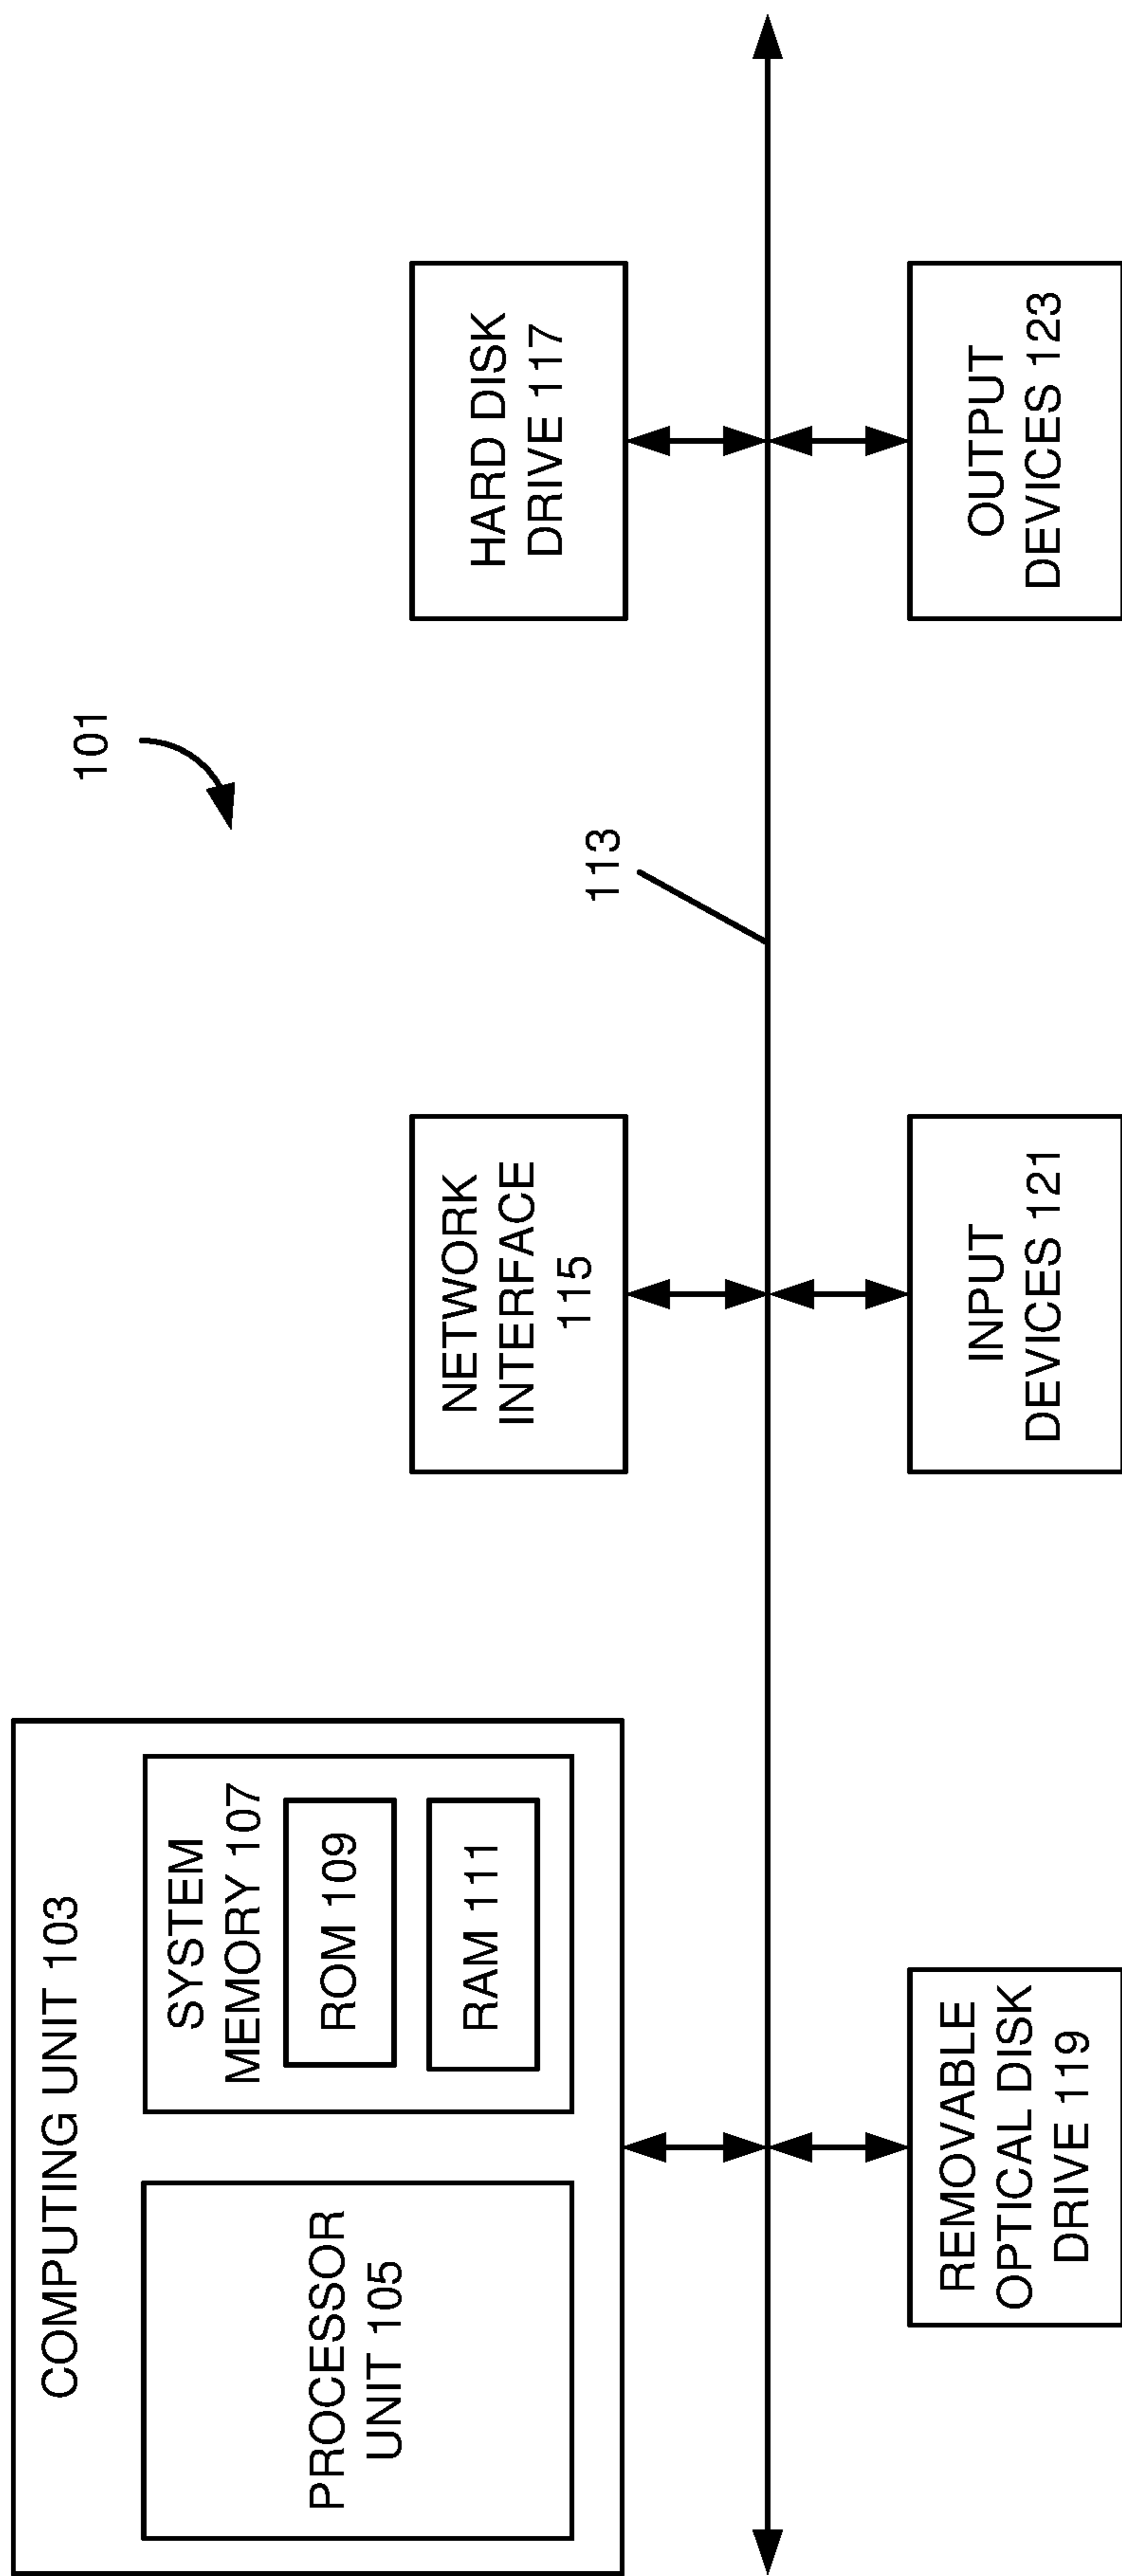 101
COMPUTING UNIT 103
PROCESSOR
UNIT 105
SYSTEM
MEMORY 107
ROM 109
RAM 111
NETWORK
INTERFACE
115
HARD DISK
DRIVE 117
113
REMOVABLE
OPTICAL DISK
DRIVE 119
INPUT
DEVICES 121
OUTPUT
DEVICES 123